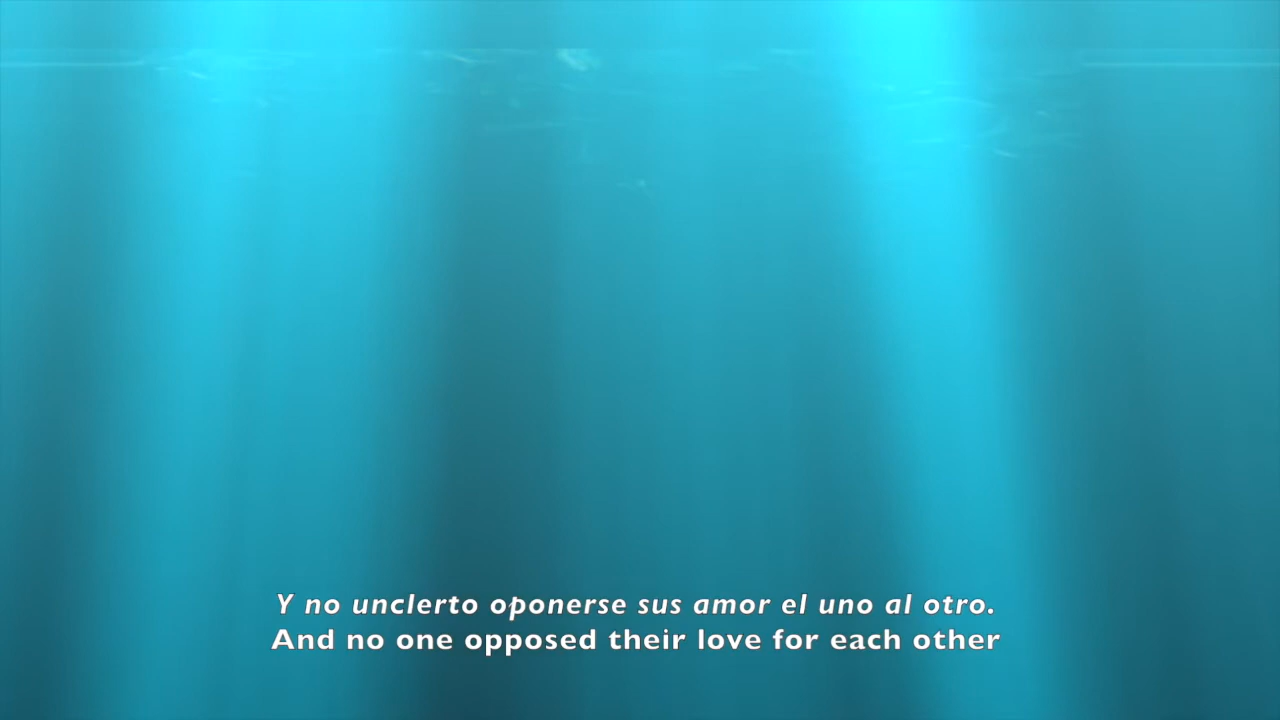 Y no unclerto oponerse sus amor el uno al otro.
And no one opposed their love for each other